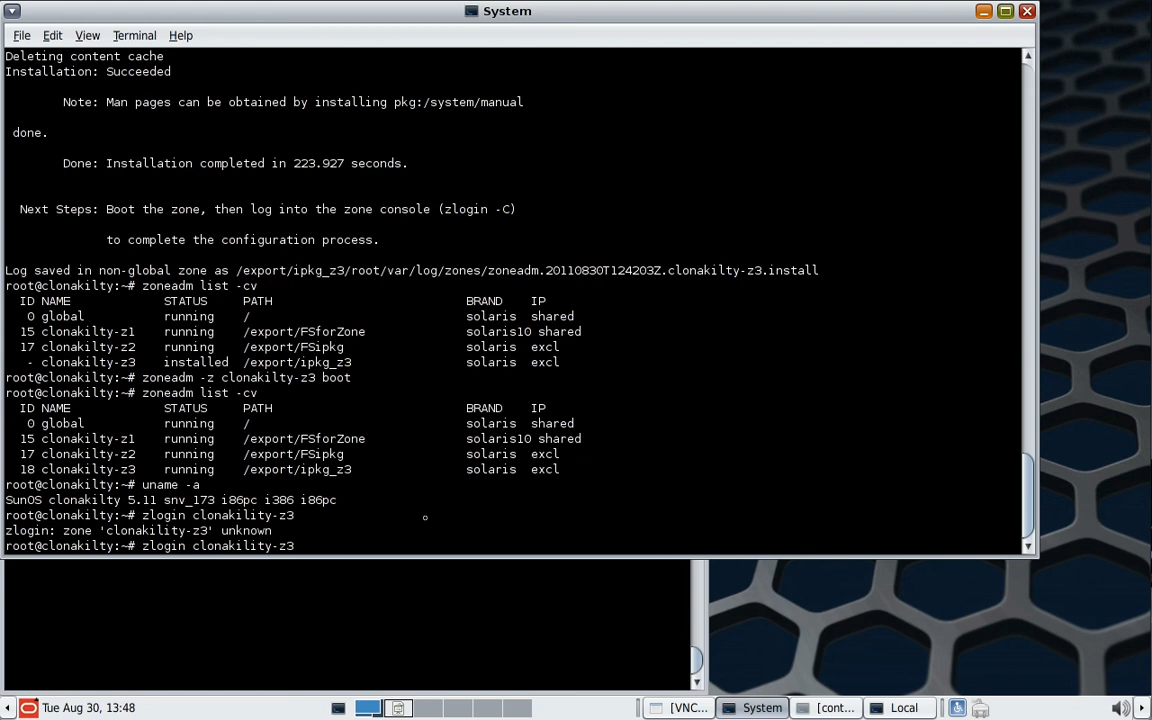 System
File Edit View Terminal Help
Deleting content cache
Installation: Succeeded
Note: Man pages can be obtained by installing pkg:/system/manual
done.
Done: Installation completed in 223.927 seconds.
Next Steps: Boot the zone, then log into the zone console (zlogin -C)
to complete the configuration process.
Log saved in non-global zone as /export/ipkg_z3/root/var/log/zones/zoneadm.20110830T124203Z.clonakilty-z3.install
root@clonakilty:~# zoneadm list -cv
ID NAME STATUS PATH BRAND IP
0 global running / solaris shared
15 clonakilty-z1 running /export/FSforZone solaris10 shared
17 clonakilty-z2 running /export/FSipkg solaris excl
- clonakilty-z3 installed /export/ipkg_z3 solaris excl
root@clonakilty:~# zoneadm -z clonakilty-z3 boot
root@clonakilty:~# zoneadm list -cv
ID NAME STATUS PATH BRAND IP
0 global running / solaris shared
15 clonakilty-z1 running /export/FSforZone solaris10 shared
17 clonakilty-z2 running /export/FSipkg solaris excl
18 clonakilty-z3 running /export/ipkg_z3 solaris excl
root@clonakilty:~# uname -a
SunOS clonakilty 5.11 snv_173 i86pc i386 i86pc
root@clonakilty:~# zlogin clonakility-z3
zlogin: zone 'clonakility-z3' unknown
root@clonakilty:~# zlogin clonakility-z3
Tue Aug 30, 13:48 [VNC... System [cont... Local